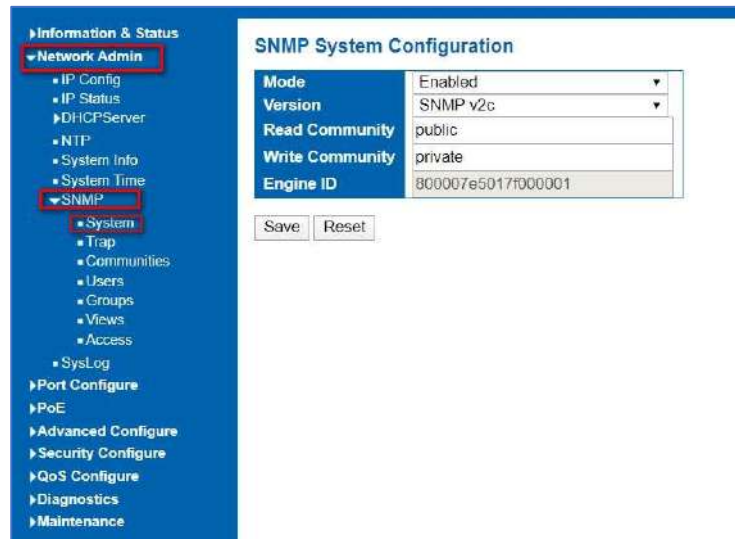 Information & Status
Network Admin
IP Config
IP Status
DHCPServer
NTP
System Info
System Time
SNMP
System
Trap
Communities
Users
Groups
Views
Access
SysLog
Port Configure
PoE
Advanced Configure
Security Configure
QoS Configure
Diagnostics
Maintenance
SNMP System Configuration
Mode Enabled
Version SNMP v2c
Read Community public
Write Community private
Engine ID 800007e5017f000001
Save Reset